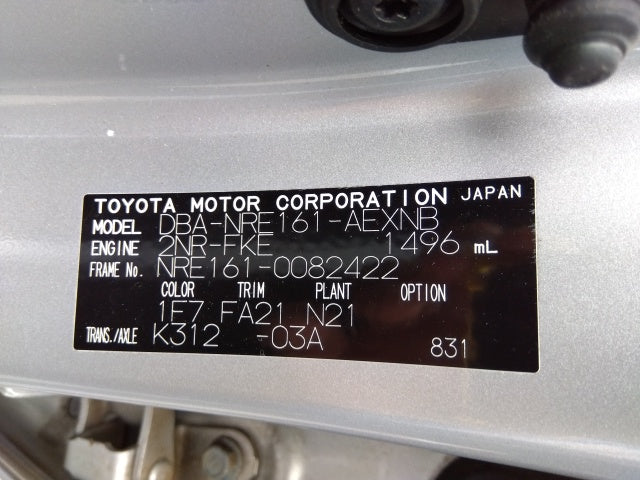 TOYOTA MOTOR CORPORATION JAPAN
MODEL DBA-NRE161-AEXNB
ENGINE 2NR-FKE 1496 mL
FRAME No. NRE161-0082422
COLOR TRIM PLANT OPTION
1E7 FA21 N21
TRANS./AXLE K312 -03A 831